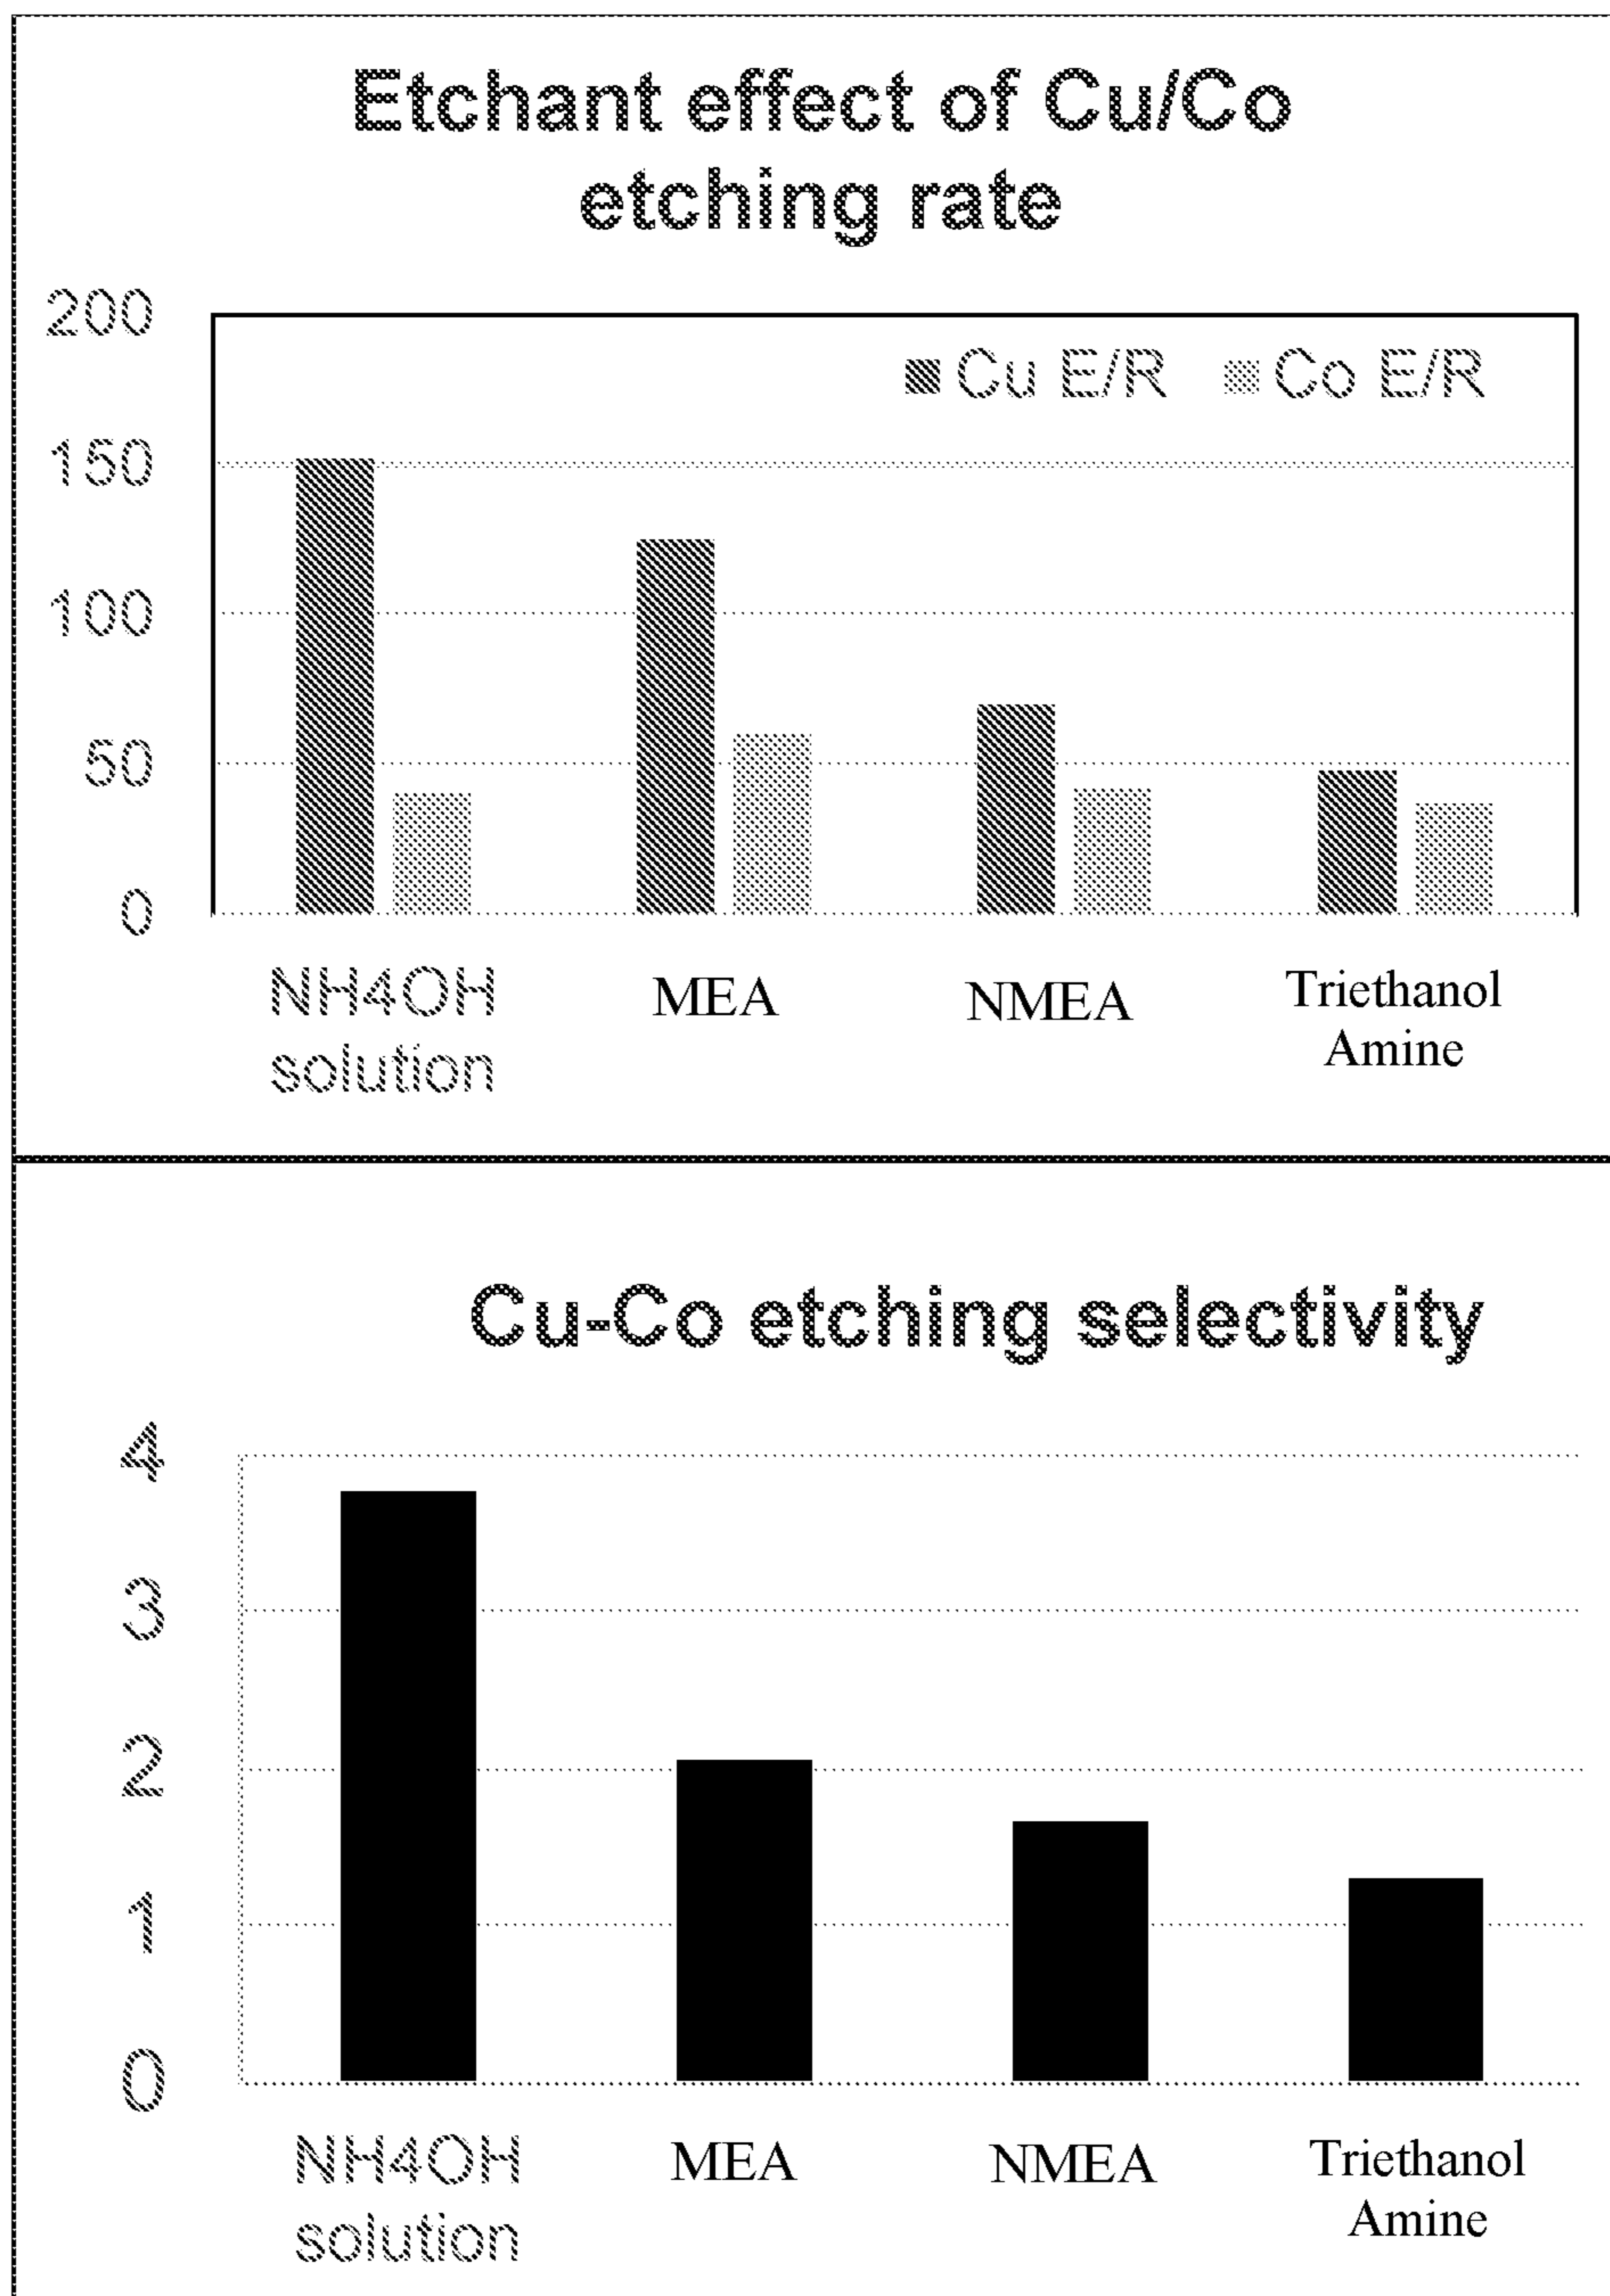 Etchant effect of Cu/Co
etching rate
200
Cu E/R Co E/R
150
100
50
0
NH4OH
solution
MEA
NMEA
Triethanol
Amine
Cu-Co etching selectivity
4
3
2
1
0
NH4OH
solution
MEA
NMEA
Triethanol
Amine